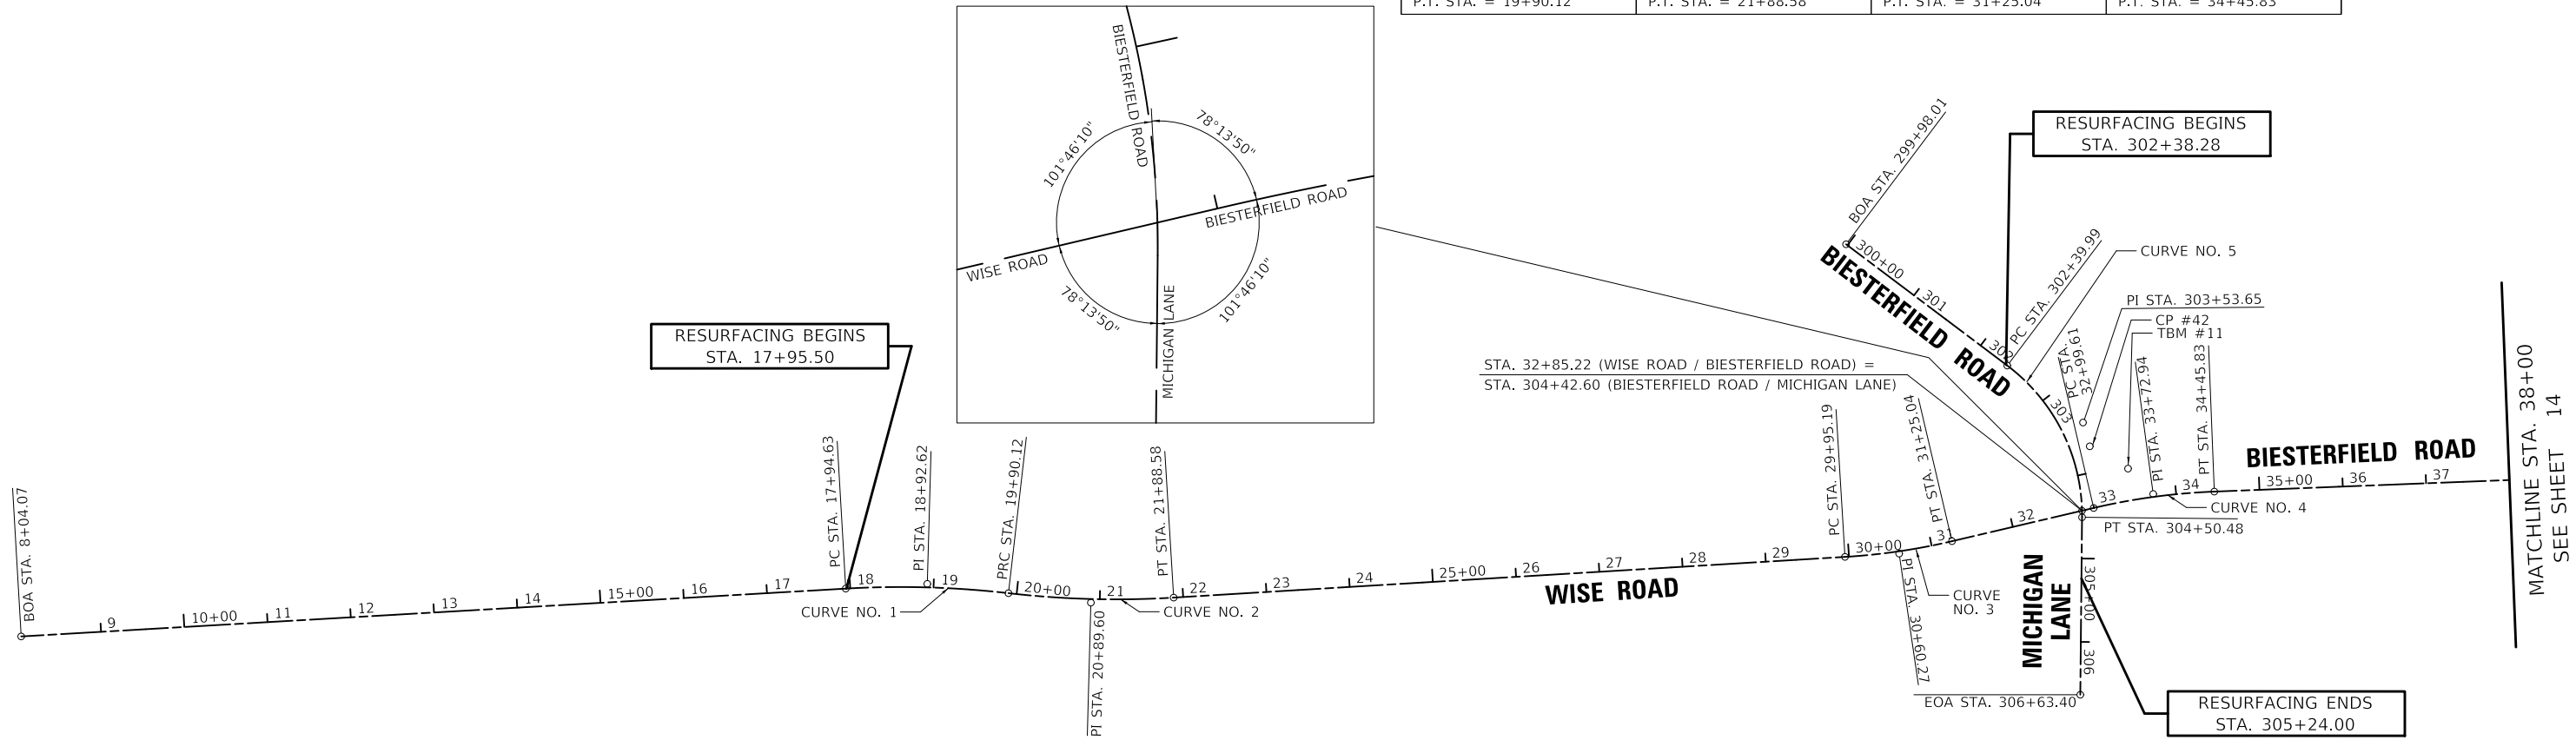 P.T. STA. = 19+90.12
P.T. STA. = 21+88.58
P.T. STA. = 31+25.04
P.T. STA. = 34+45.83
BIESTERFIELD ROAD
101°46'10"
78°13'50"
WISE ROAD
BIESTERFIELD ROAD
78°13'50"
101°46'10"
MICHIGAN LANE
RESURFACING BEGINS
STA. 17+95.50
RESURFACING BEGINS
STA. 302+38.28
BOA STA. 299+98.01
300+00
301
302
BIESTERFIELD ROAD
PC STA. 302+39.99
CURVE NO. 5
PI STA. 303+53.65
CP #42
TBM #11
303
PC STA.
32+99.61
PI STA. 33+72.94
PT STA. 34+45.83
STA. 32+85.22 (WISE ROAD / BIESTERFIELD ROAD) =
STA. 304+42.60 (BIESTERFIELD ROAD / MICHIGAN LANE)
BIESTERFIELD ROAD
MATCHLINE STA. 38+00
SEE SHEET 14
BOA STA. 8+04.07
9
10+00
11
12
13
14
15+00
16
17
PC STA. 17+94.63
18
PI STA. 18+92.62
19
CURVE NO. 1
PRC STA. 19+90.12
20+00
21
PI STA. 20+89.60
CURVE NO. 2
PT STA. 21+88.58
22
23
24
25+00
26
27
28
29
WISE ROAD
PC STA. 29+95.19
30+00
PI STA. 30+60.27
31
PT STA. 31+25.04
CURVE
NO. 3
32
33
34
CURVE NO. 4
35+00
36
37
PT STA. 304+50.48
MICHIGAN
LANE
305+00
306
EOA STA. 306+63.40
RESURFACING ENDS
STA. 305+24.00